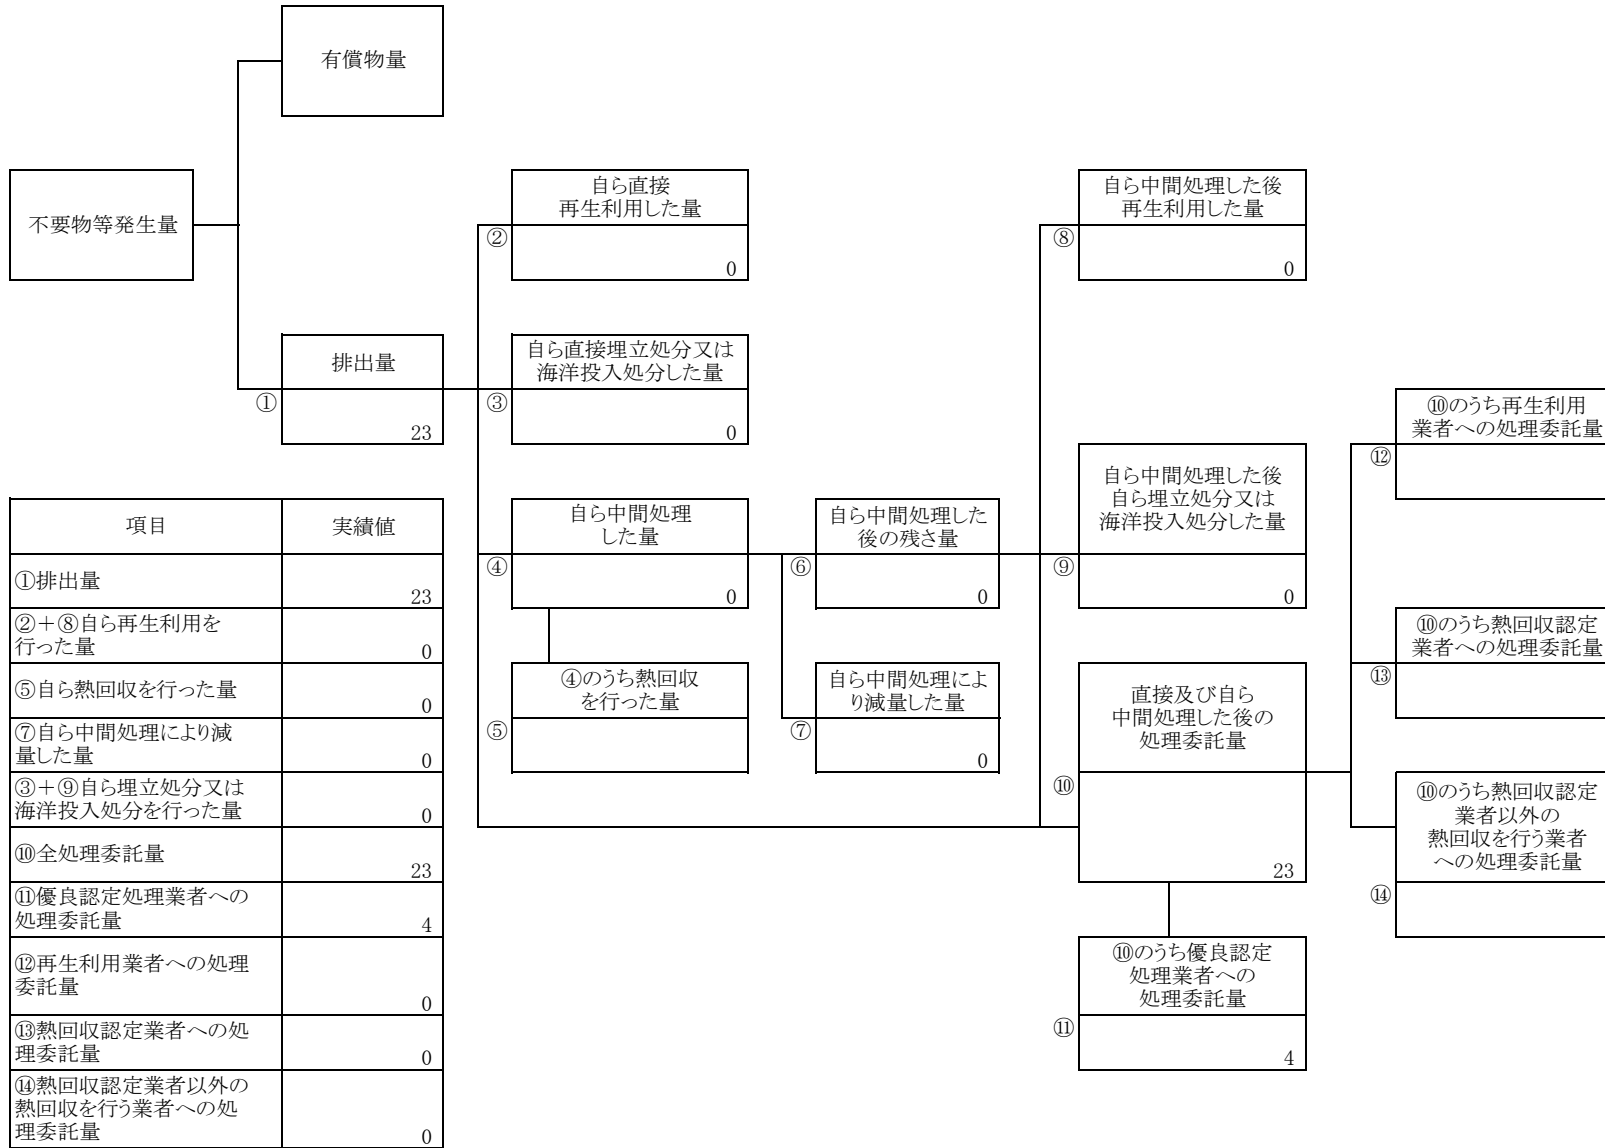 有償物量
不要物等発生量
自ら直接
再生利用した量
②
0
自ら中間処理した後
再生利用した量
⑧
0
排出量
①
23
自ら直接埋立処分又は
海洋投入処分した量
③
0
⑩のうち再生利用
業者への処理委託量
⑫
自ら中間処理
した量
④
0
自ら中間処理した
後の残さ量
⑥
0
自ら中間処理した後
自ら埋立処分又は
海洋投入処分した量
⑨
0
⑩のうち熱回収認定
業者への処理委託量
⑬
④のうち熱回収
を行った量
⑤
自ら中間処理によ
り減量した量
⑦
0
直接及び自ら
中間処理した後の
処理委託量
⑩
23
⑩のうち熱回収認定
業者以外の
熱回収を行う業者
への処理委託量
⑭
⑩のうち優良認定
処理業者への
処理委託量
⑪
4
項目 実績値
①排出量
23
②+⑧自ら再生利用を
行った量
0
⑤自ら熱回収を行った量
0
⑦自ら中間処理により減
量した量
0
③+⑨自ら埋立処分又は
海洋投入処分を行った量
0
⑩全処理委託量
23
⑪優良認定処理業者への
処理委託量
4
⑫再生利用業者への処理
委託量
0
⑬熱回収認定業者への処
理委託量
0
⑭熱回収認定業者以外の
熱回収を行う業者への処
理委託量
0